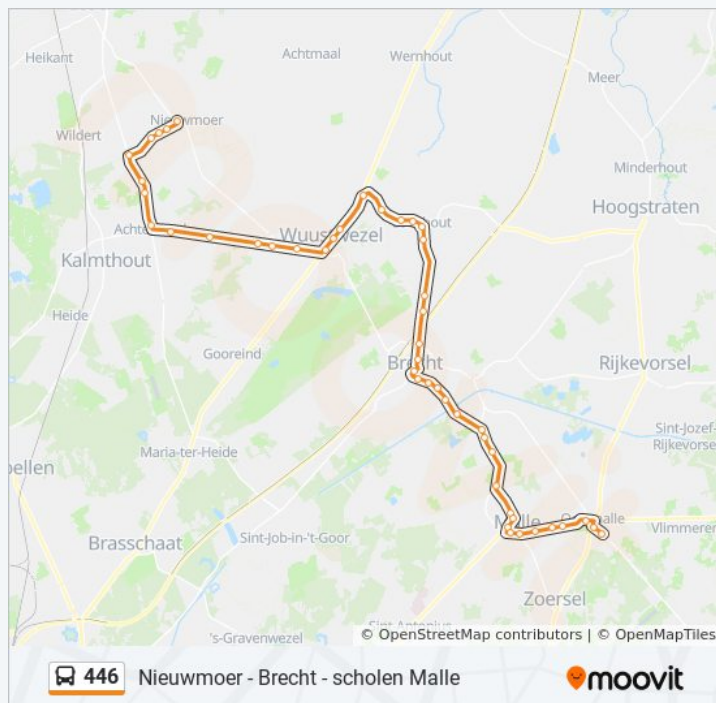 Achtmaal
Wernhout
Heikant
Meer
Nieuwmoer
Wildert
Minderhout
Hoogstraten
Wuustwezel
Kalmthout
Heide
Gooreind
Brecht
Rijkevorsel
Sint-Jozef-
Rijkevorsel
Maria-ter-Heide
Malle
Vlimmeren
Brasschaat
Sint-Job-in-'t-Goor
Zoersel
Sint-Antonius
's-Gravenwezel
© OpenStreetMap contributors | © OpenMapTiles
446 Nieuwmoer - Brecht - scholen Malle
moovit